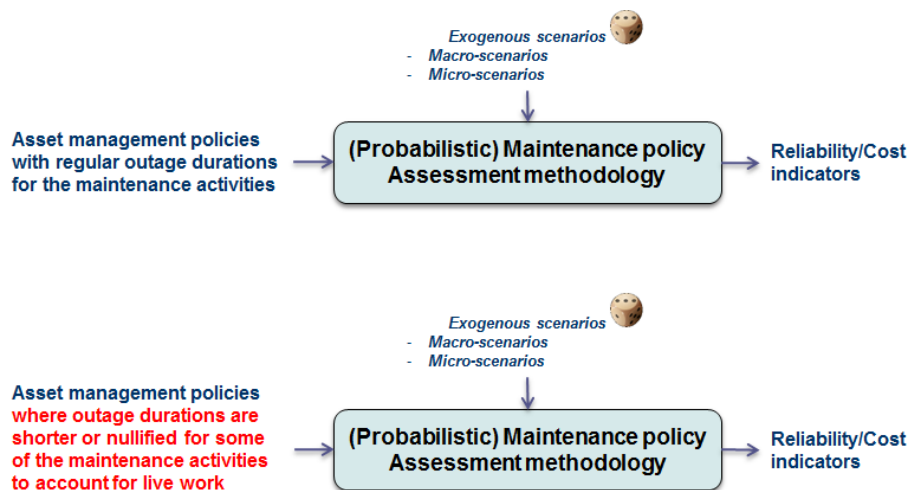 Exogenous scenarios
- Macro-scenarios
- Micro-scenarios
Asset management policies
with regular outage durations
for the maintenance activities
(Probabilistic) Maintenance policy
Assessment methodology
Reliability/Cost
indicators
Exogenous scenarios
- Macro-scenarios
- Micro-scenarios
Asset management policies
where outage durations are
shorter or nullified for some
of the maintenance activities
to account for live work
(Probabilistic) Maintenance policy
Assessment methodology
Reliability/Cost
indicators